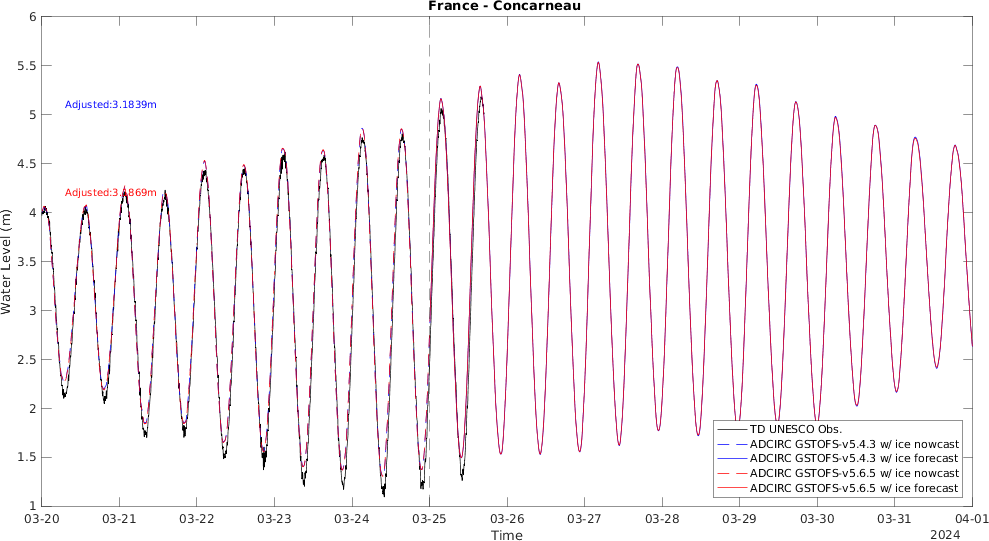 France - Concarneau
6
5.5
5
4.5
4
3.5
3
2.5
2
1.5
1
Water Level (m)
Adjusted:3.1839m
Adjusted:3.1869m
TD UNESCO Obs.
ADCIRC GSTOFS-v5.4.3 w/ ice nowcast
ADCIRC GSTOFS-v5.4.3 w/ ice forecast
ADCIRC GSTOFS-v5.6.5 w/ ice nowcast
ADCIRC GSTOFS-v5.6.5 w/ ice forecast
03-20 03-21 03-22 03-23 03-24 03-25 03-26 03-27 03-28 03-29 03-30 03-31 04-01
Time
2024